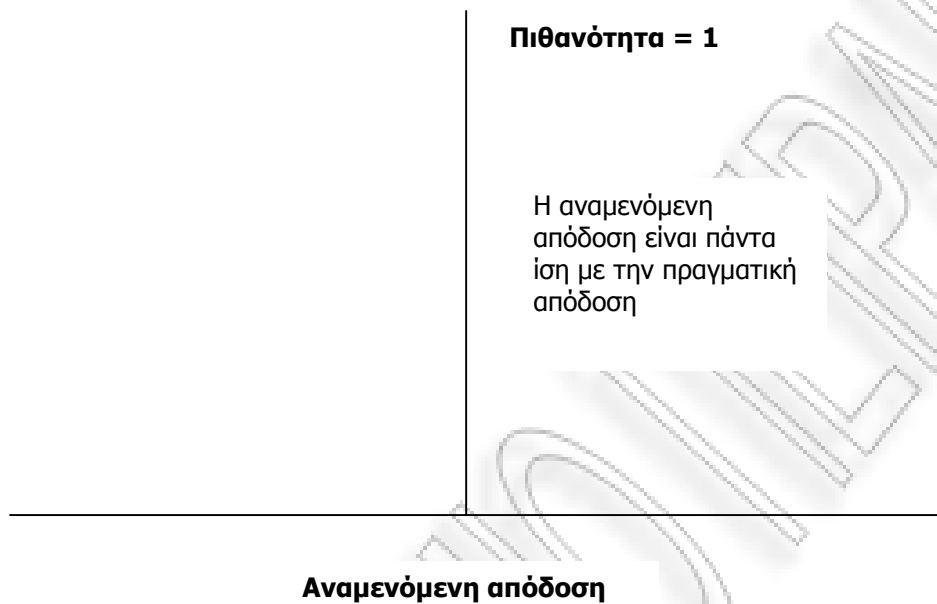 Πιθανότητα = 1
Η αναμενόμενη
απόδοση είναι πάντα
ίση με την πραγματική
απόδοση
Αναμενόμενη απόδοση